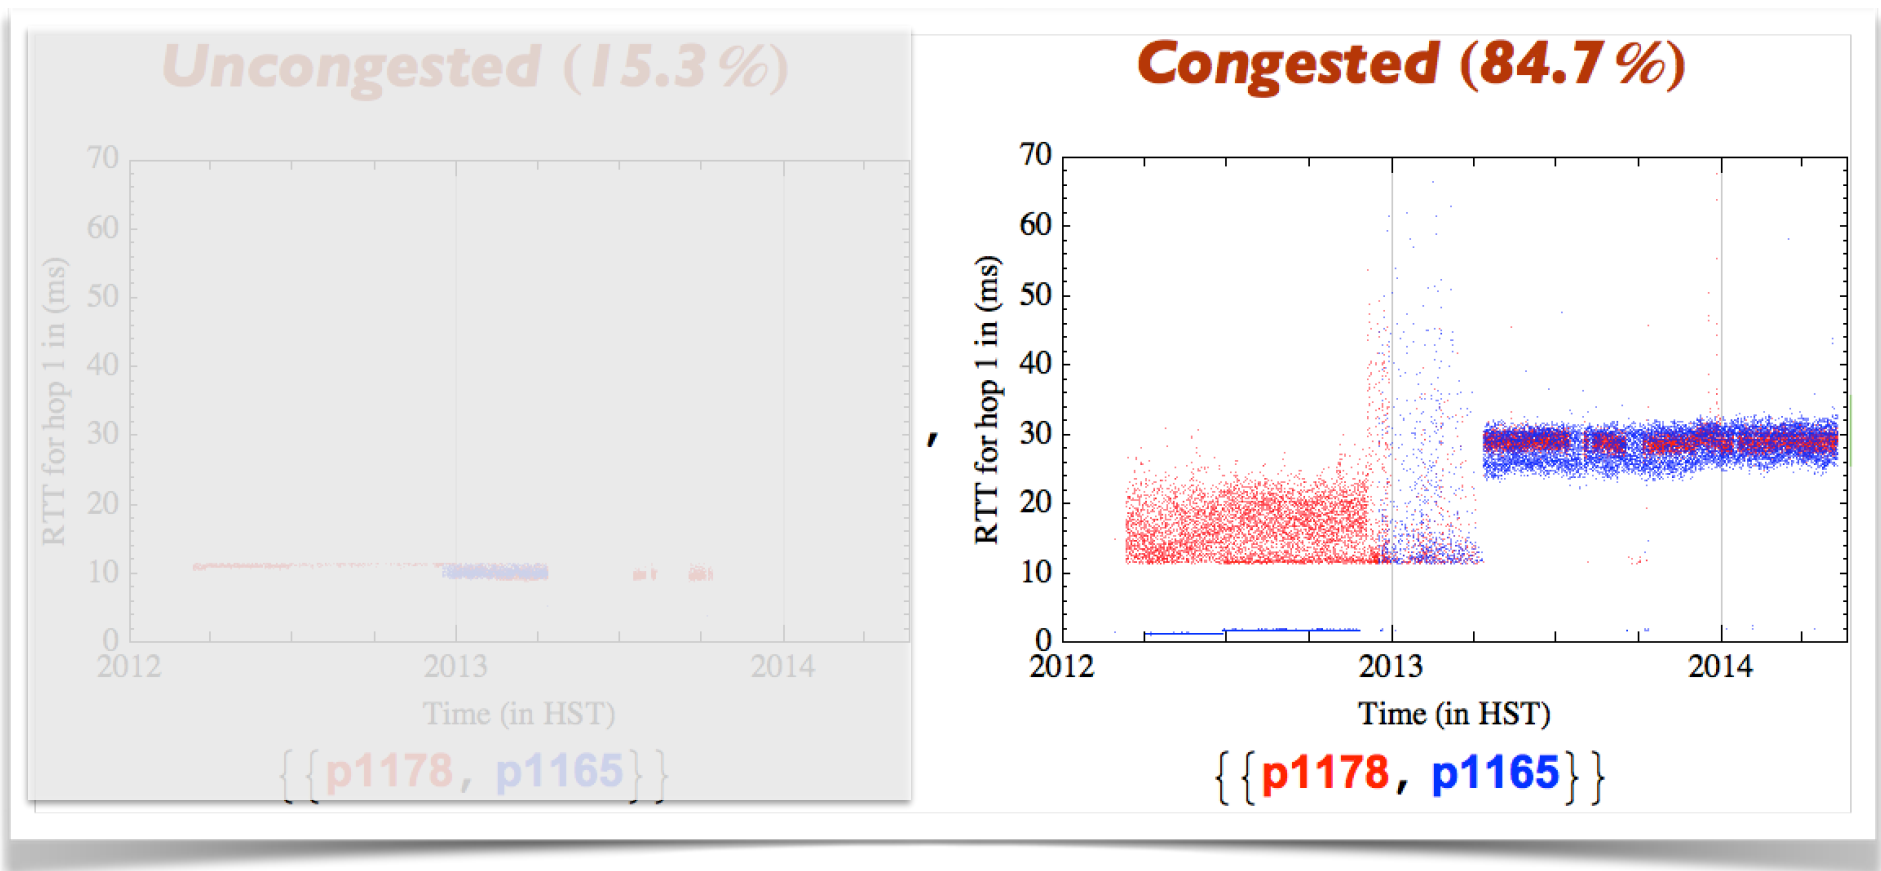 Uncongested (15.3%)
70
60
50
40
30
20
10
0
RTT for hop 1 in (ms)
2012 2013 2014
Time (in HST)
{{p1178, p1165}}
,
Congested (84.7%)
70
60
50
40
30
20
10
0
RTT for hop 1 in (ms)
2012 2013 2014
Time (in HST)
{{p1178, p1165}}